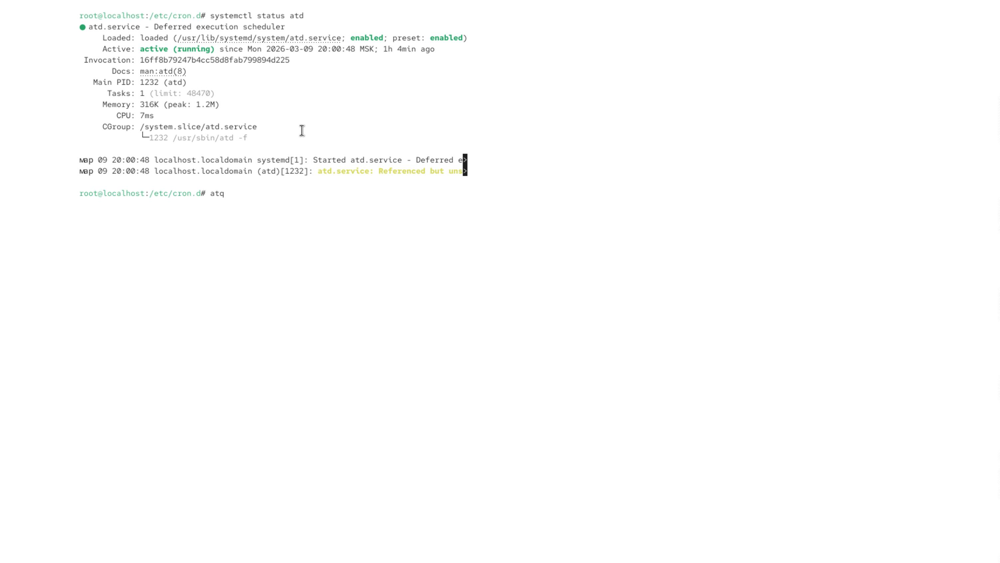 root@localhost:/etc/cron.d# systemctl status atd
● atd.service - Deferred execution scheduler
     Loaded: loaded (/usr/lib/systemd/system/atd.service; enabled; preset: enabled)
     Active: active (running) since Mon 2026-03-09 20:00:48 MSK; 1h 4min ago
 Invocation: 16ff8b79247b4cc58d8fab799894d225
       Docs: man:atd(8)
   Main PID: 1232 (atd)
      Tasks: 1 (limit: 48470)
     Memory: 316K (peak: 1.2M)
        CPU: 7ms
     CGroup: /system.slice/atd.service
             └─1232 /usr/sbin/atd -f
мар 09 20:00:48 localhost.localdomain systemd[1]: Started atd.service - Deferred e>
мар 09 20:00:48 localhost.localdomain (atd)[1232]: atd.service: Referenced but uns>
root@localhost:/etc/cron.d# atq